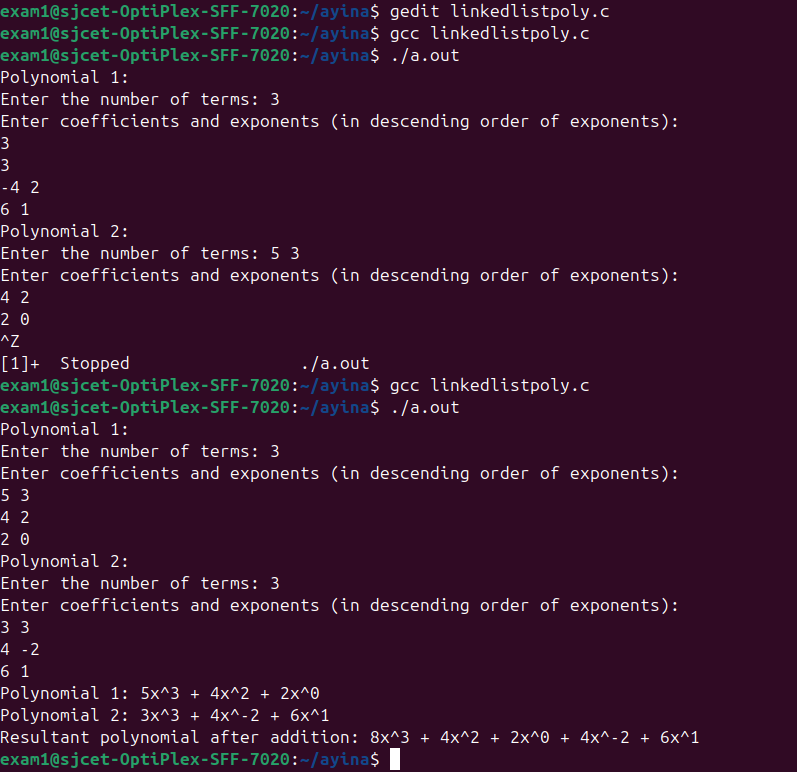 exam1@sjcet-OptiPlex-SFF-7020:~/ayina$ gedit linkedlistpoly.c
exam1@sjcet-OptiPlex-SFF-7020:~/ayina$ gcc linkedlistpoly.c
exam1@sjcet-OptiPlex-SFF-7020:~/ayina$ ./a.out
Polynomial 1:
Enter the number of terms: 3
Enter coefficients and exponents (in descending order of exponents):
3
3
-4 2
6 1
Polynomial 2:
Enter the number of terms: 5 3
Enter coefficients and exponents (in descending order of exponents):
4 2
2 0
^Z
[1]+  Stopped                 ./a.out
exam1@sjcet-OptiPlex-SFF-7020:~/ayina$ gcc linkedlistpoly.c
exam1@sjcet-OptiPlex-SFF-7020:~/ayina$ ./a.out
Polynomial 1:
Enter the number of terms: 3
Enter coefficients and exponents (in descending order of exponents):
5 3
4 2
2 0
Polynomial 2:
Enter the number of terms: 3
Enter coefficients and exponents (in descending order of exponents):
3 3
4 -2
6 1
Polynomial 1: 5x^3 + 4x^2 + 2x^0
Polynomial 2: 3x^3 + 4x^-2 + 6x^1
Resultant polynomial after addition: 8x^3 + 4x^2 + 2x^0 + 4x^-2 + 6x^1
exam1@sjcet-OptiPlex-SFF-7020:~/ayina$